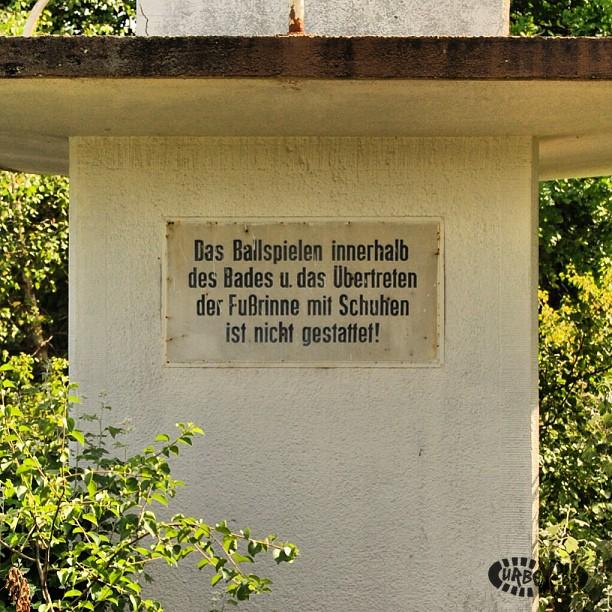 Das Ballspielen innerhalb
des Bades u. das Übertreten
der Fußrinne mit Schuhen
ist nicht gestattet!